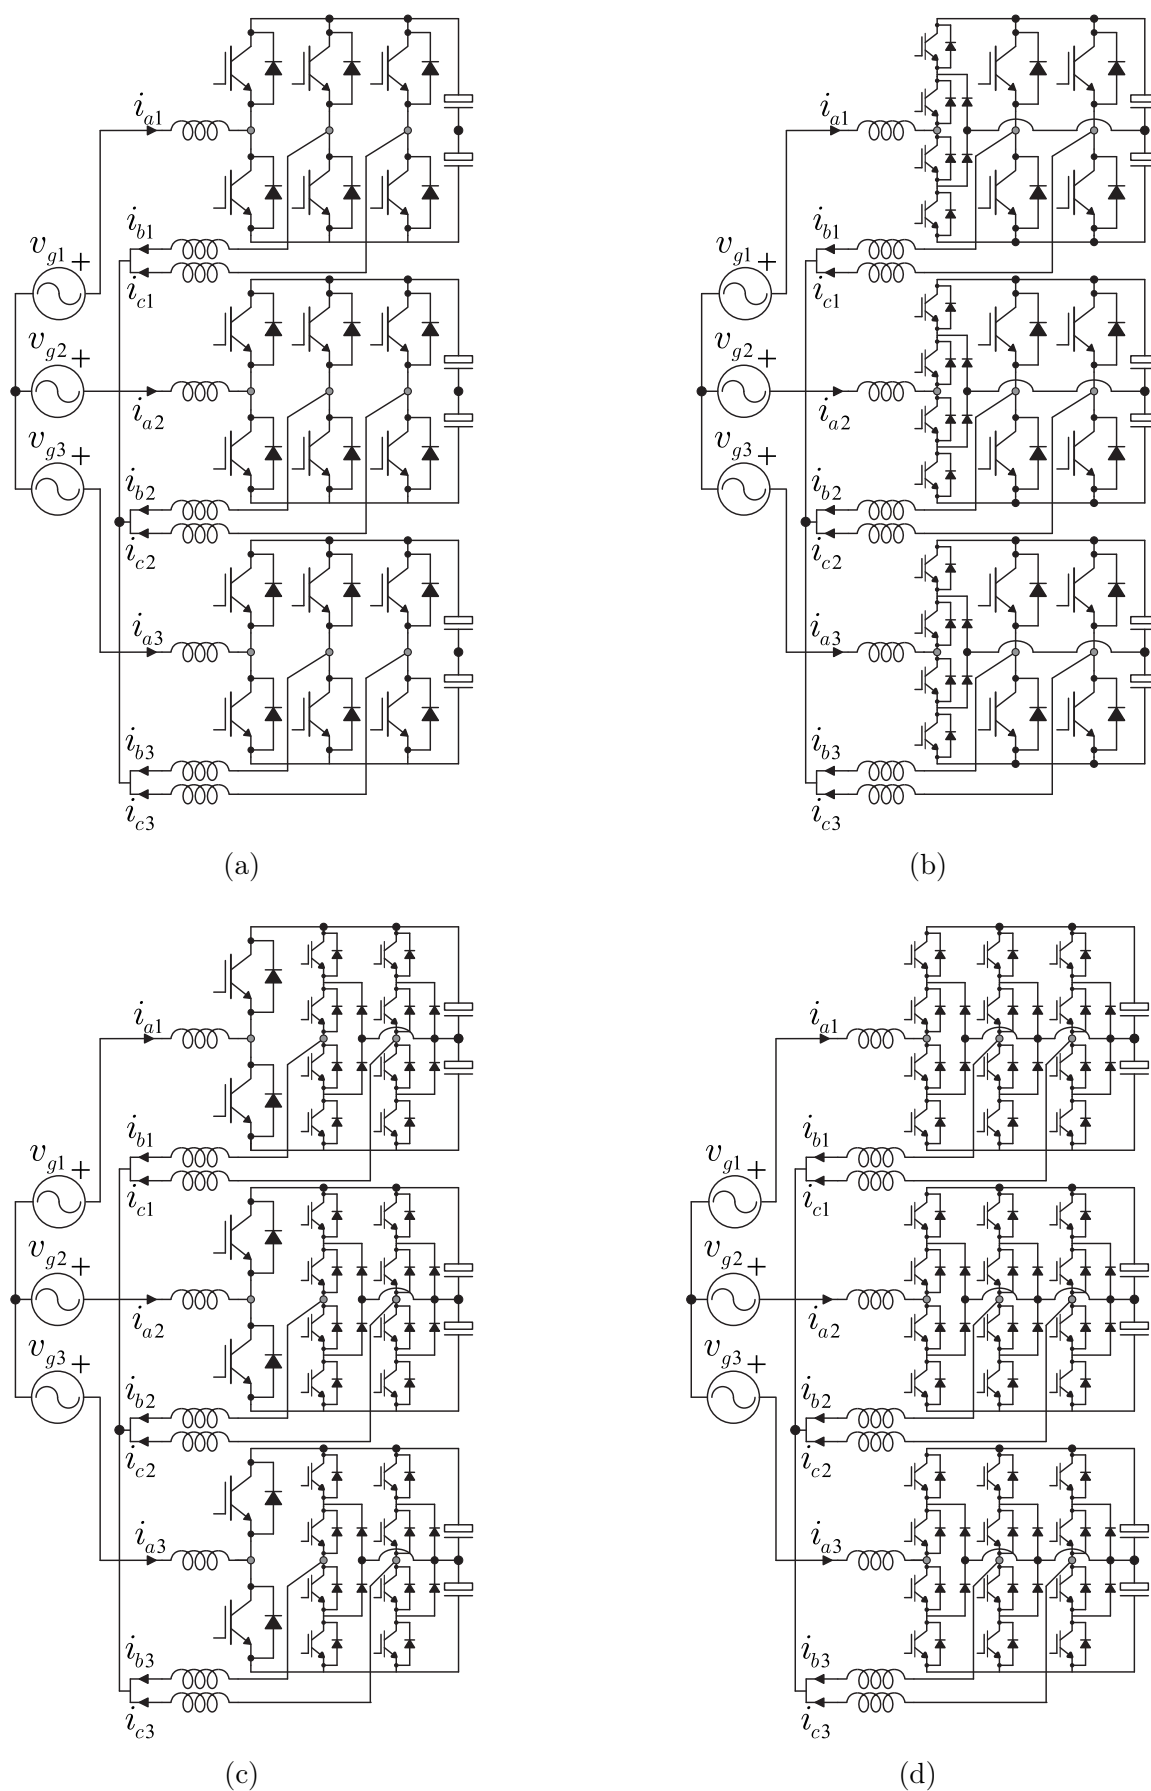 i_{a1}
i_{b1}
v_{g1} +
i_{c1}
v_{g2} +
i_{a2}
v_{g3} +
i_{b2}
i_{c2}
i_{a3}
i_{b3}
i_{c3}
(a)
i_{a1}
i_{b1}
v_{g1} +
i_{c1}
v_{g2} +
i_{a2}
v_{g3} +
i_{b2}
i_{c2}
i_{a3}
i_{b3}
i_{c3}
(b)
i_{a1}
i_{b1}
v_{g1} +
i_{c1}
v_{g2} +
i_{a2}
v_{g3} +
i_{b2}
i_{c2}
i_{a3}
i_{b3}
i_{c3}
(c)
i_{a1}
i_{b1}
v_{g1} +
i_{c1}
v_{g2} +
i_{a2}
v_{g3} +
i_{b2}
i_{c2}
i_{a3}
i_{b3}
i_{c3}
(d)